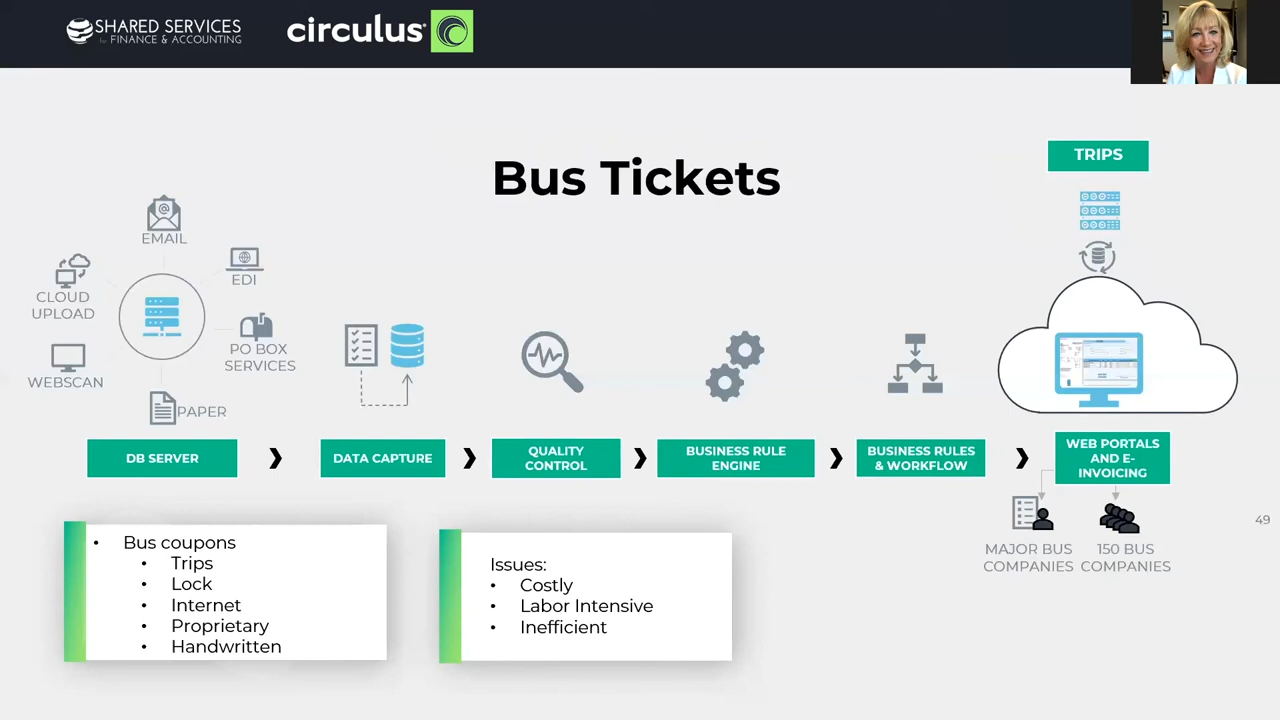 SHARED SERVICES
for FINANCE & ACCOUNTING
circulus
Bus Tickets
TRIPS
EMAIL
EDI
CLOUD
UPLOAD
PO BOX
SERVICES
WEBSCAN
PAPER
DB SERVER
DATA CAPTURE
QUALITY
CONTROL
BUSINESS RULE
ENGINE
BUSINESS RULES
& WORKFLOW
WEB PORTALS
AND E-
INVOICING
MAJOR BUS
COMPANIES
150 BUS
COMPANIES
49
• Bus coupons
• Trips
• Lock
• Internet
• Proprietary
• Handwritten
Issues:
• Costly
• Labor Intensive
• Inefficient